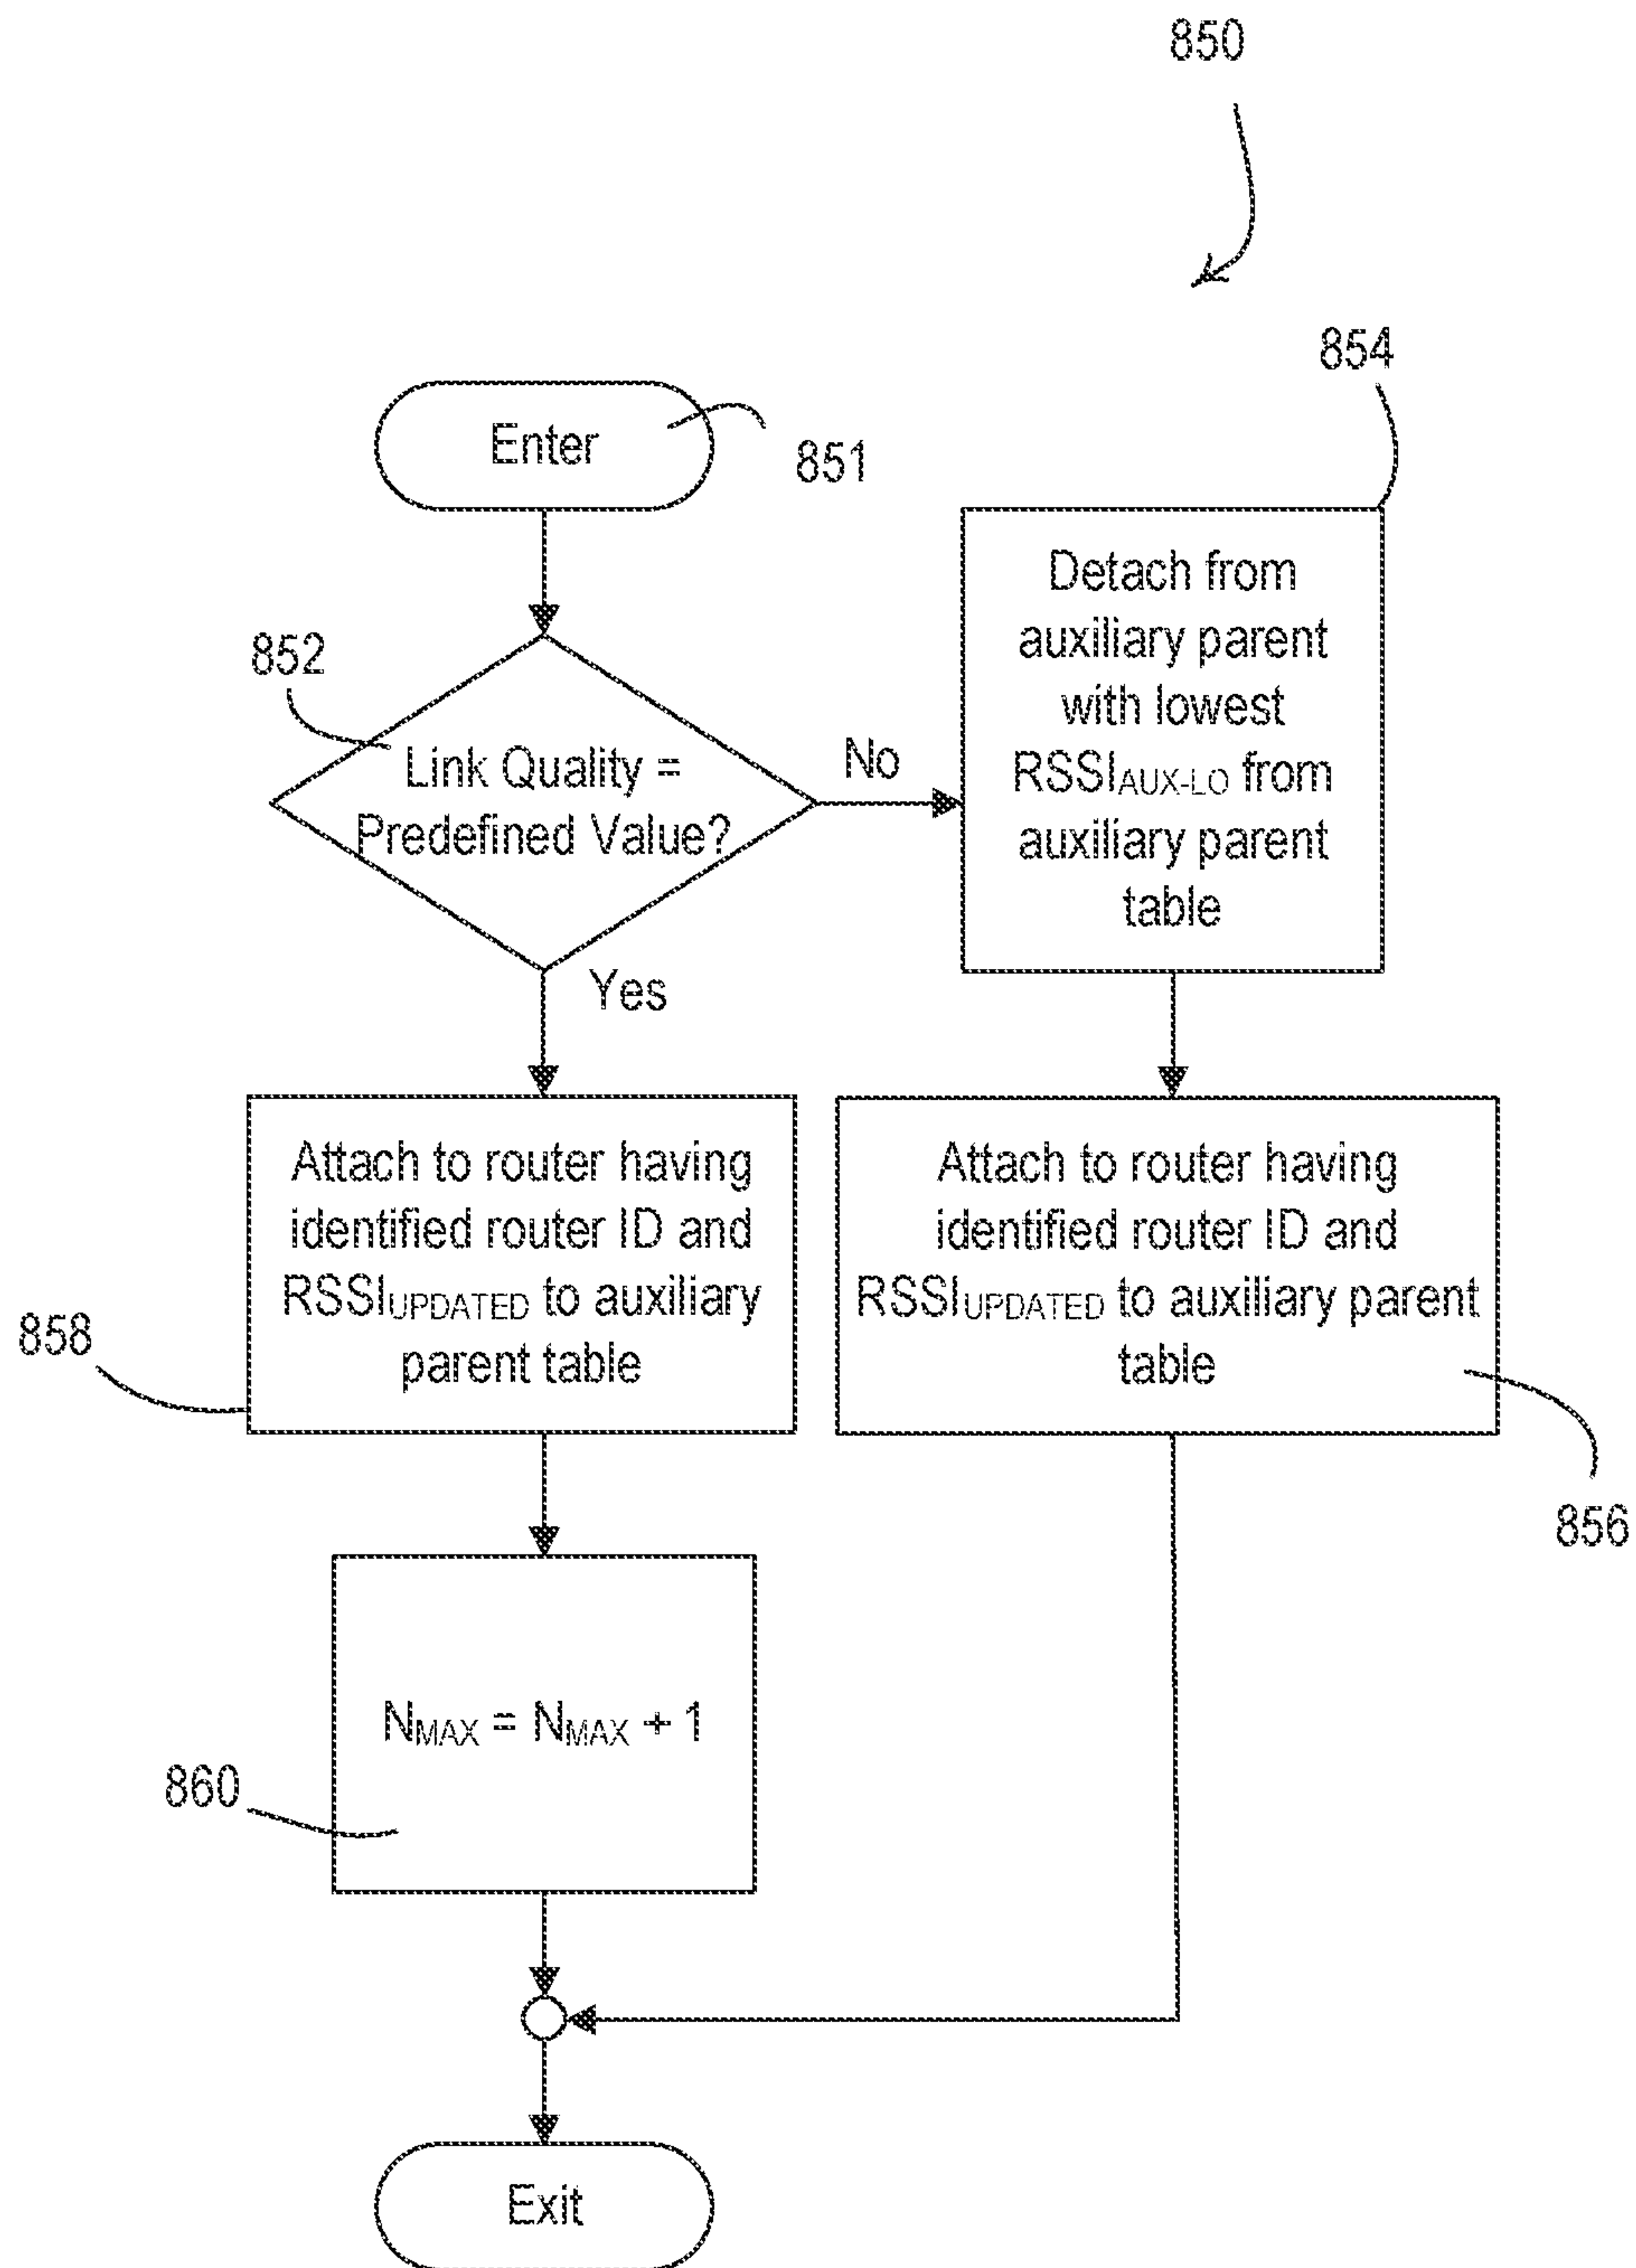 850
854
Enter
851
Detach from
auxiliary parent
with lowest
RSSIAUX-LO from
auxiliary parent
table
852
Link Quality =
Predefined Value?
No
Yes
Attach to router having
identified router ID and
RSSIUPDATED to auxiliary
parent table
858
Attach to router having
identified router ID and
RSSIUPDATED to auxiliary parent
table
856
NMAX = NMAX + 1
860
Exit